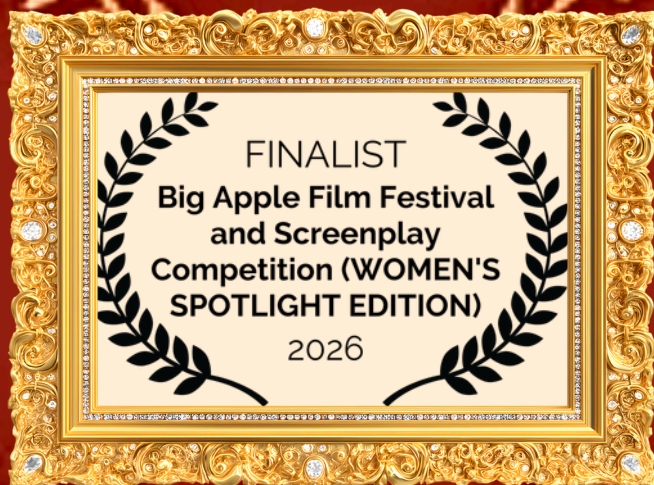 FINALIST
Big Apple Film Festival
and Screenplay
Competition (WOMEN'S
SPOTLIGHT EDITION)
2026